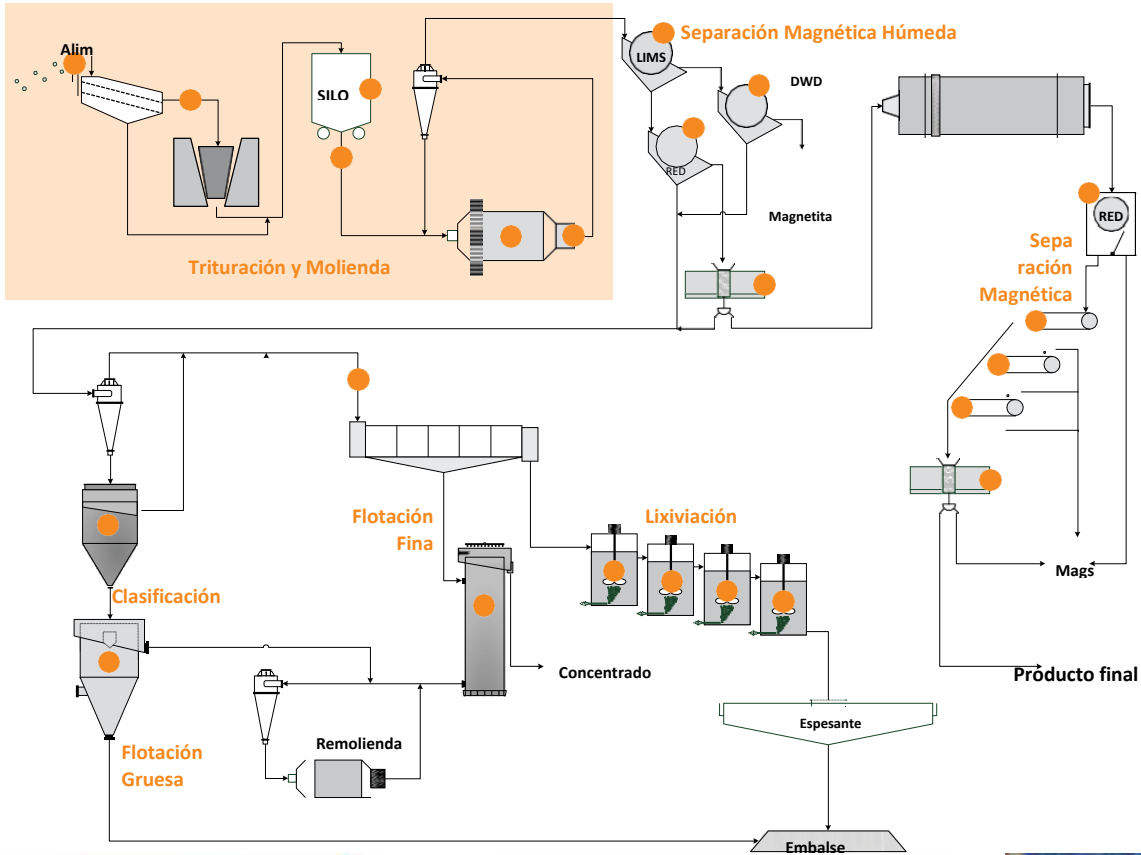 Separación Magnética Húmeda
Alim
LIMS
DWD
SILO
RED
Magnetita
RED
Trituración y Molienda
Sepa
ración
Magnética
Flotación
Fina
Lixiviación
Clasificación
Mags
Concentrado
Producto final
Espesante
Remolienda
Flotación
Gruesa
Embalse